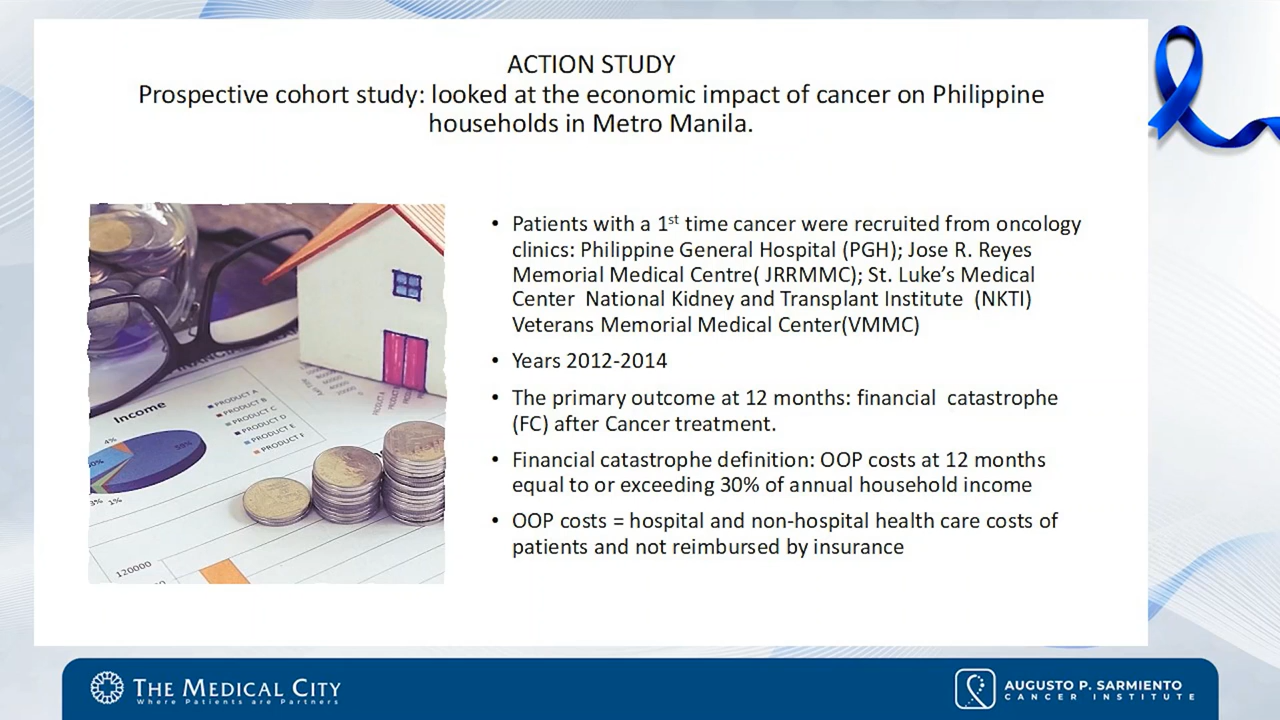 ACTION STUDY
Prospective cohort study: looked at the economic impact of cancer on Philippine
households in Metro Manila.
• Patients with a 1st time cancer were recruited from oncology
clinics: Philippine General Hospital (PGH); Jose R. Reyes
Memorial Medical Centre( JRRMMC); St. Luke’s Medical
Center National Kidney and Transplant Institute (NKTI)
Veterans Memorial Medical Center(VMMC)
• Years 2012-2014
• The primary outcome at 12 months: financial catastrophe
(FC) after Cancer treatment.
• Financial catastrophe definition: OOP costs at 12 months
equal to or exceeding 30% of annual household income
• OOP costs = hospital and non-hospital health care costs of
patients and not reimbursed by insurance
Income
PRODUCT A
PRODUCT B
PRODUCT C
PRODUCT D
PRODUCT E
PRODUCT F
4%
3%
1%
120000
THE MEDICAL CITY
Where Patients are Partners
AUGUSTO P. SARMIENTO
CANCER INSTITUTE